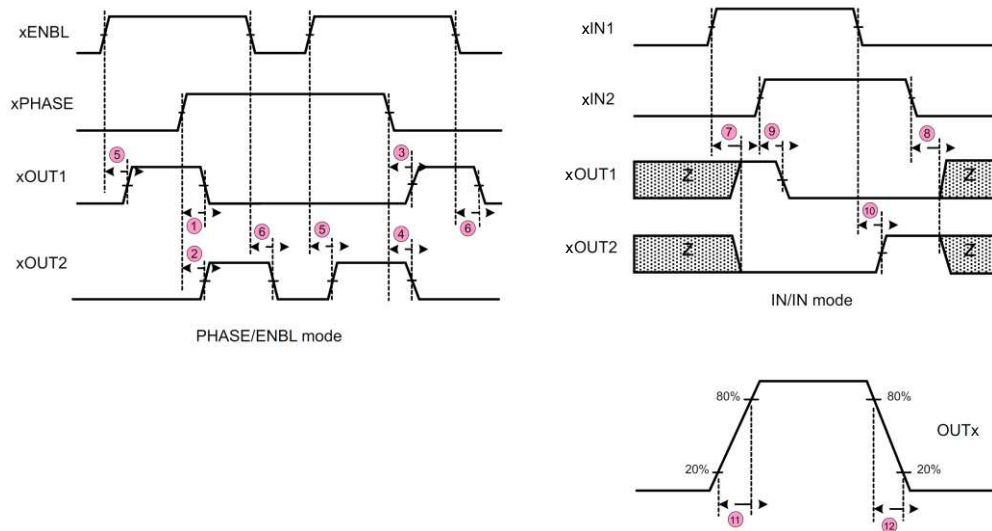 xENBL
xPHASE
5
3
xOUT1
1
6
6
5
4
xOUT2
2
PHASE/ENBL mode
xIN1
xIN2
7
9
8
xOUT1
Z
Z
10
xOUT2
Z
Z
IN/IN mode
80%
80%
OUTx
20%
20%
11
12